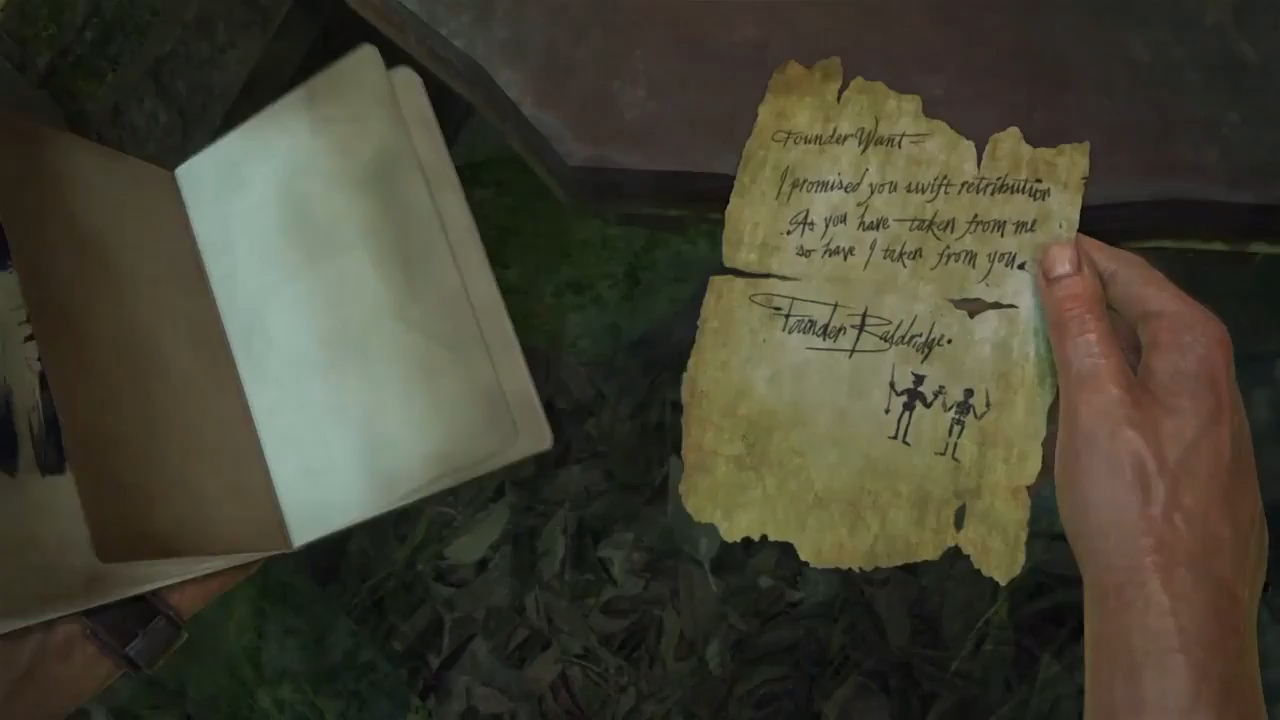 Founder Want-
I promised you swift retribution
As you have taken from me
so have I taken from you.
Founder Baldridge.